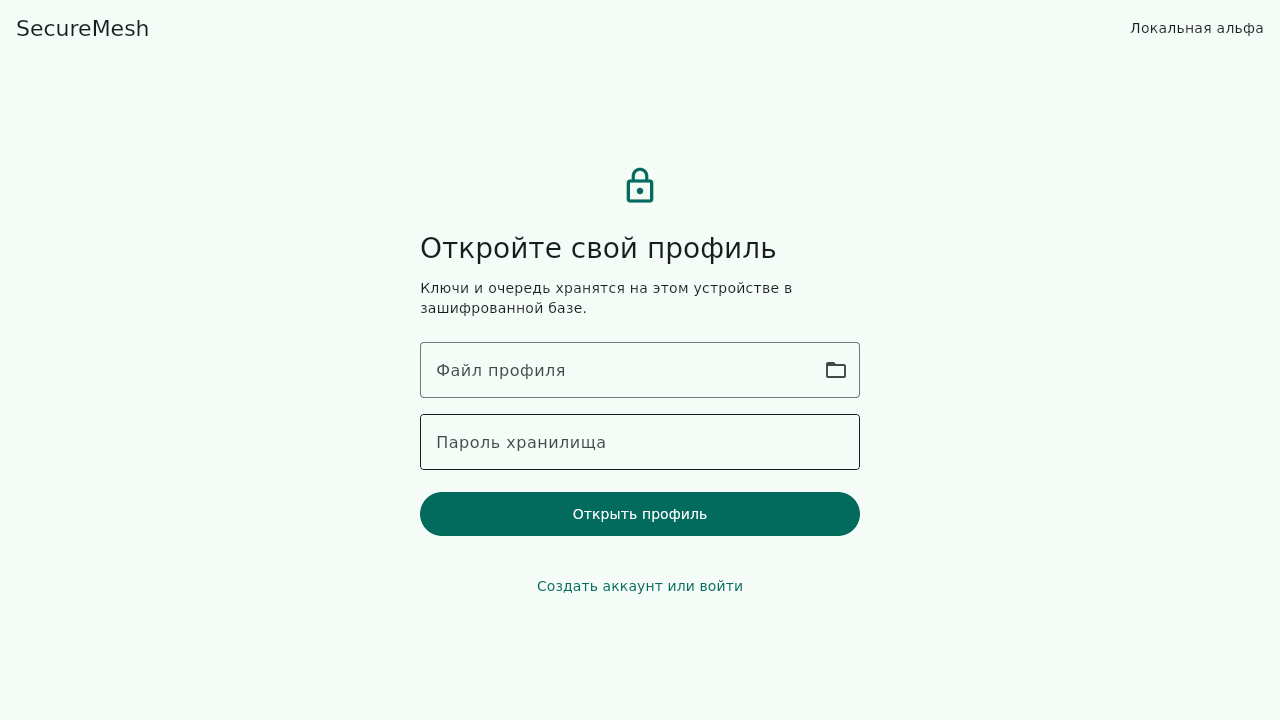 SecureMesh
Локальная альфа
Откройте свой профиль
Ключи и очередь хранятся на этом устройстве в
зашифрованной базе.
Файл профиля
Пароль хранилища
Открыть профиль
Создать аккаунт или войти